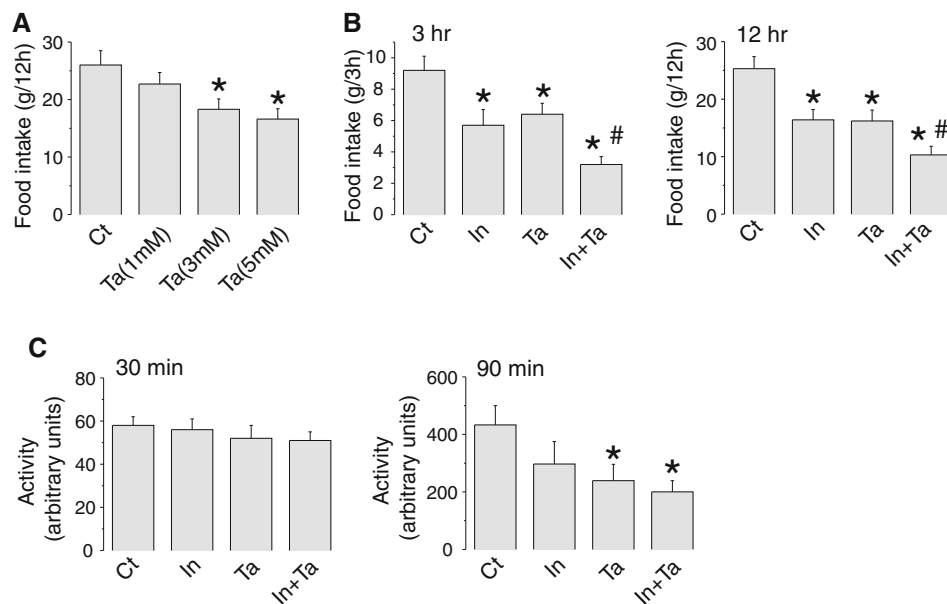 A
Food intake (g/12h)
30
20
10
0
*
*
Ct
Ta(1mM)
Ta(3mM)
Ta(5mM)
B
3 hr
Food intake (g/3h)
10
8
6
4
2
0
*
*
* #
Ct
In
Ta
In+Ta
12 hr
Food intake (g/12h)
30
20
10
0
*
*
* #
Ct
In
Ta
In+Ta
C
30 min
Activity
(arbitrary units)
80
60
40
20
0
Ct
In
Ta
In+Ta
90 min
Activity
(arbitrary units)
600
400
200
0
*
*
Ct
In
Ta
In+Ta